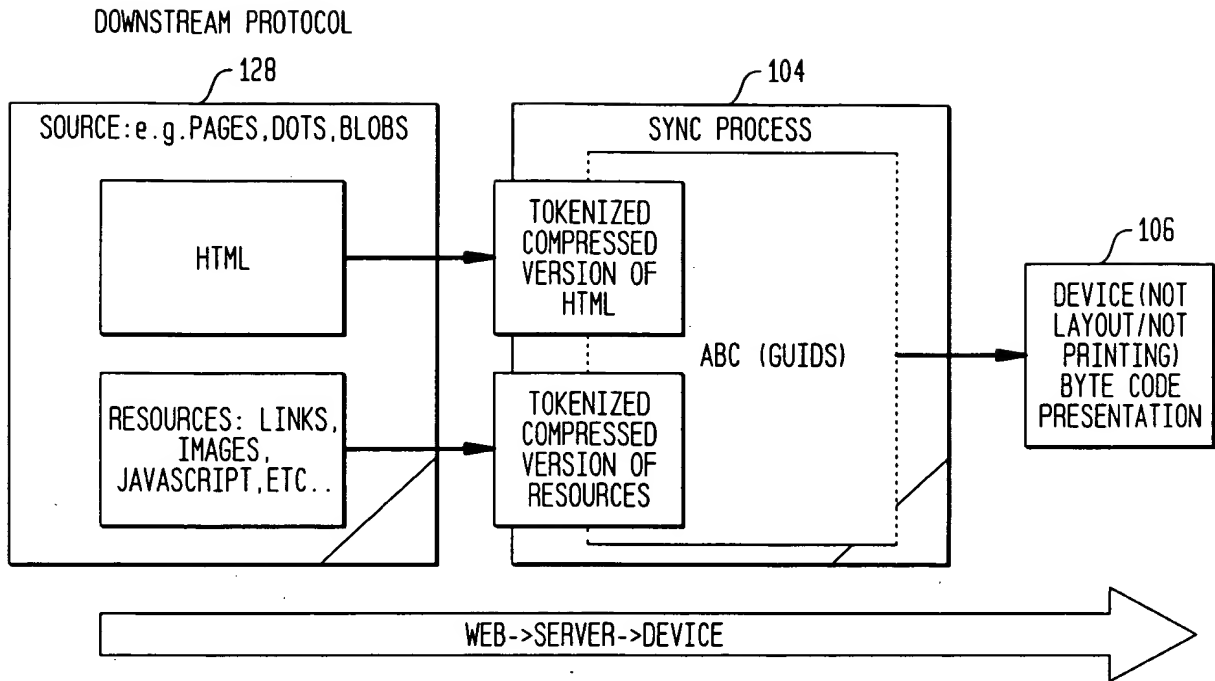 DOWNSTREAM PROTOCOL
128
SOURCE:e.g.PAGES,DOTS,BLOBS
HTML
RESOURCES: LINKS,
IMAGES,
JAVASCRIPT,ETC..
104
SYNC PROCESS
TOKENIZED
COMPRESSED
VERSION OF
HTML
ABC (GUIDS)
TOKENIZED
COMPRESSED
VERSION OF
RESOURCES
106
DEVICE(NOT
LAYOUT/NOT
PRINTING)
BYTE CODE
PRESENTATION
WEB->SERVER->DEVICE